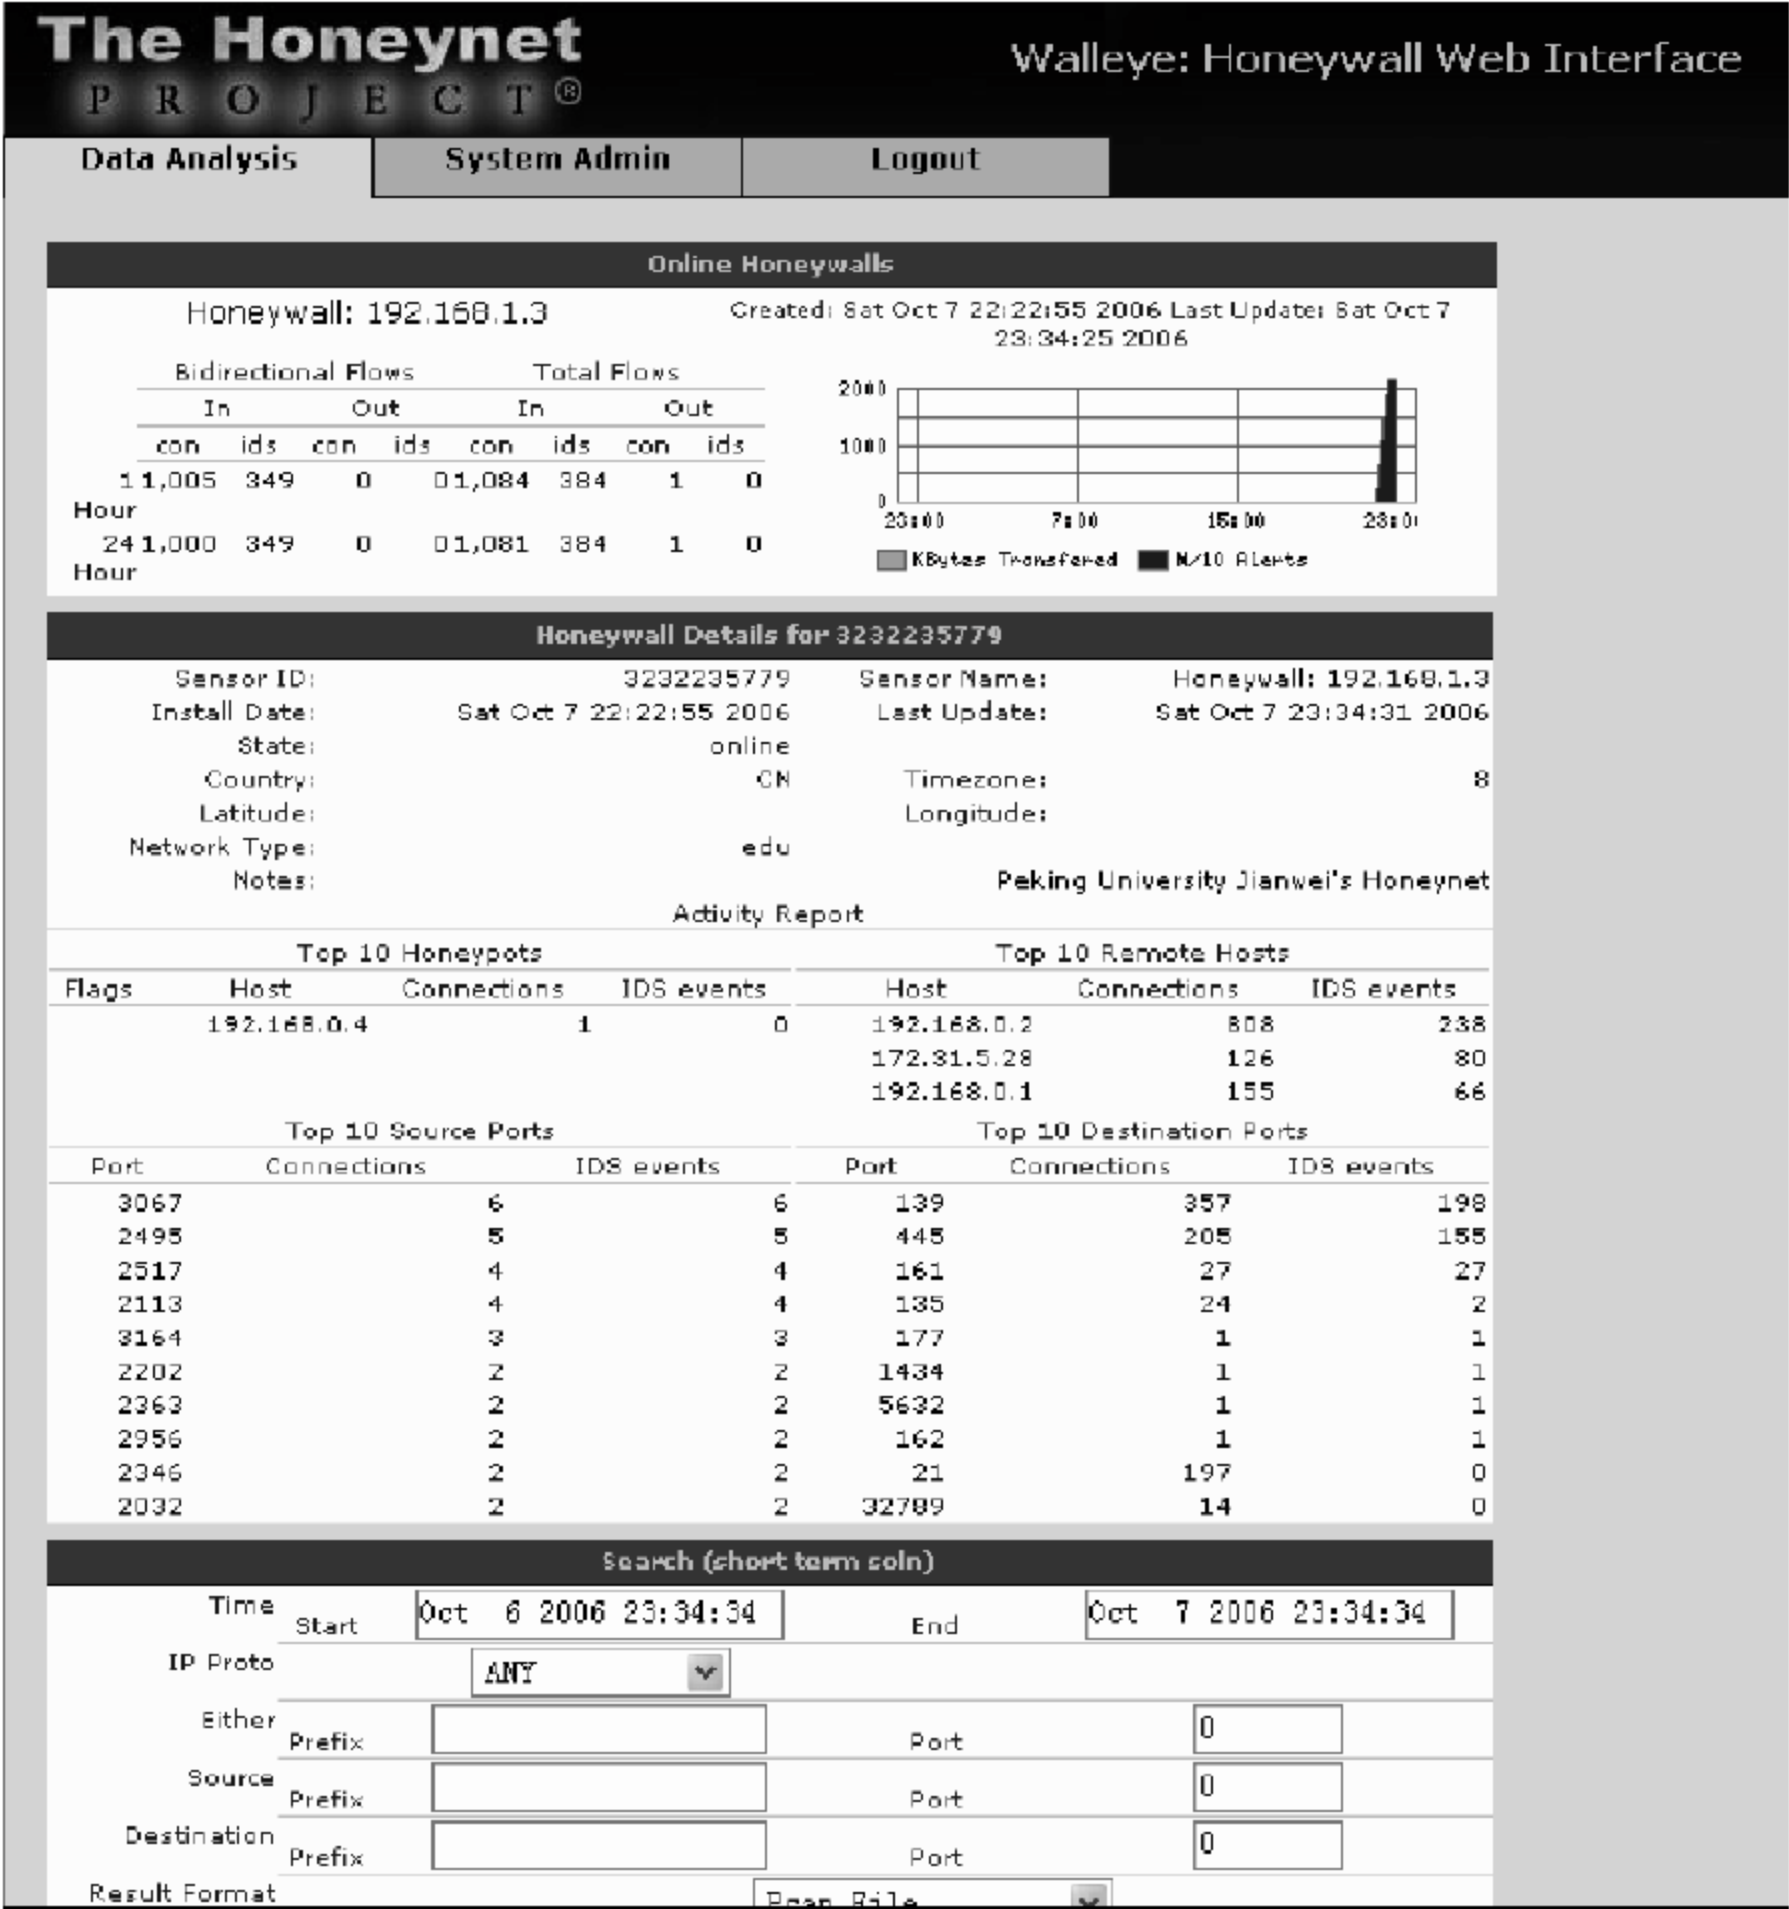 The Honeynet
PROJECT®
Walleye: Honeywall Web Interface
Data Analysis System Admin Logout
Online Honeywalls
Honeywall: 192.168.1.3
Created: Sat Oct 7 22:22:55 2006 Last Update: Sat Oct 7
23:34:25 2006
Bidirectional Flows Total Flows
In Out In Out
con ids con ids con ids con ids
1 1,005 349 0 0 1,084 384 1 0
Hour
24 1,000 349 0 0 1,081 384 1 0
Hour
2000
1000
0
23:00 7:00 15:00 23:0
KBytes Transfered N/10 Alerts
Honeywall Details for 3232235779
Sensor ID: 3232235779 Sensor Name: Honeywall: 192.168.1.3
Install Date: Sat Oct 7 22:22:55 2006 Last Update: Sat Oct 7 23:34:31 2006
State: online
Country: CN Timezone: 8
Latitude: Longitude:
Network Type: edu
Notes: Peking University Jianwei's Honeynet
Activity Report
Top 10 Honeypots Top 10 Remote Hosts
Flags Host Connections IDS events Host Connections IDS events
192.168.0.4 1 0 192.168.0.2 808 238
172.31.5.28 126 80
192.168.0.1 155 66
Top 10 Source Ports Top 10 Destination Ports
Port Connections IDS events Port Connections IDS events
3067 6 6 139 357 198
2495 5 5 445 205 155
2517 4 4 161 27 27
2113 4 4 135 24 2
3164 3 3 177 1 1
2202 2 2 1434 1 1
2363 2 2 5632 1 1
2956 2 2 162 1 1
2346 2 2 21 197 0
2032 2 2 32789 14 0
Search (short term soln)
Time Start Oct 6 2006 23:34:34 End Oct 7 2006 23:34:34
IP Proto ANY
Either Prefix Port 0
Source Prefix Port 0
Destination Prefix Port 0
Result Format Pcap File